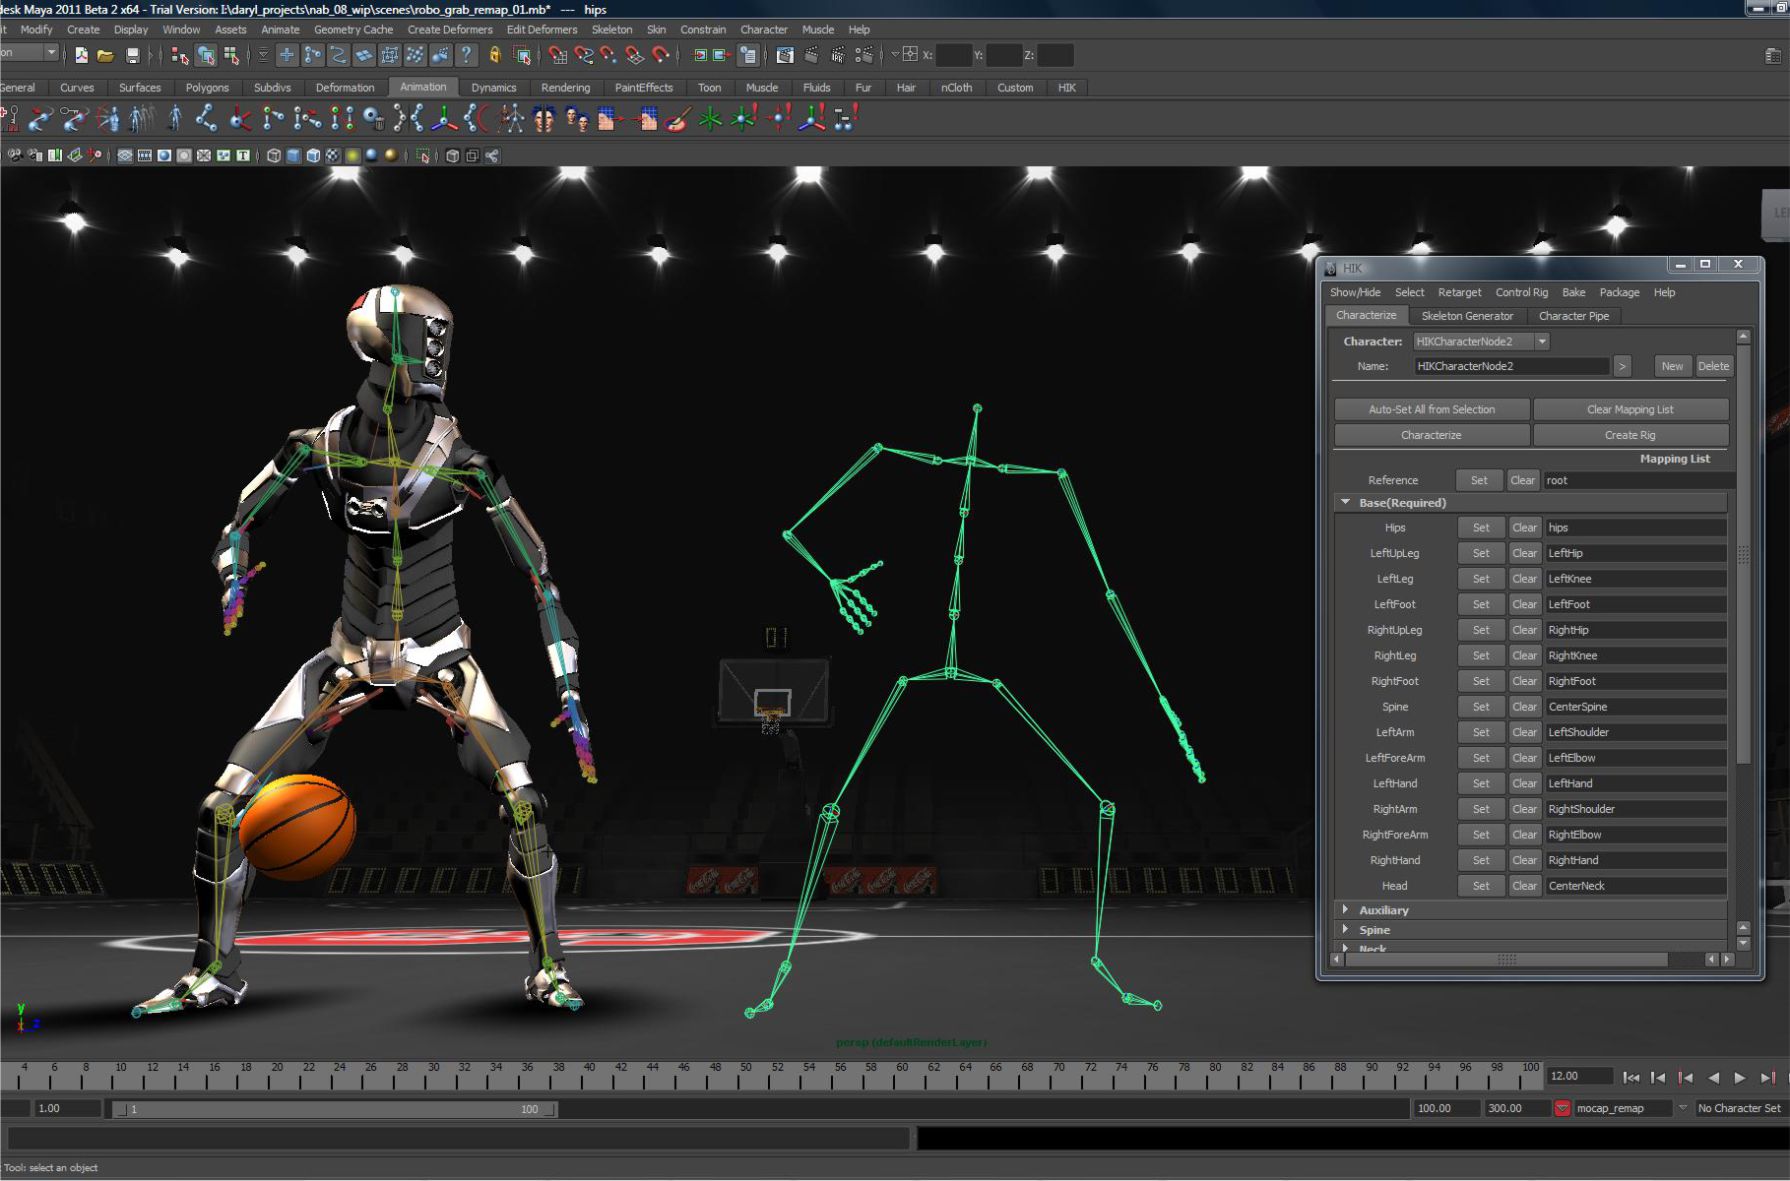 desk Maya 2011 Beta 2 x64 - Trial Version: E:\daryl_projects\nab_08_wip\scenes\robo_grab_remap_01.mb* --- hips
it Modify Create Display Window Assets Animate Geometry Cache Create Deformers Edit Deformers Skeleton Skin Constrain Character Muscle Help
on X: Y: Z:
General Curves Surfaces Polygons Subdivs Deformation Animation Dynamics Rendering PaintEffects Toon Muscle Fluids Fur Hair nCloth Custom HIK
HIK
Show/Hide Select Retarget Control Rig Bake Package Help
Characterize Skeleton Generator Character Pipe
Character: HIKCharacterNode2
Name: HIKCharacterNode2 > New Delete
Auto-Set All from Selection Clear Mapping List
Characterize Create Rig
Mapping List
Reference Set Clear root
Base(Required)
Hips Set Clear hips
LeftUpLeg Set Clear LeftHip
LeftLeg Set Clear LeftKnee
LeftFoot Set Clear LeftFoot
RightUpLeg Set Clear RightHip
RightLeg Set Clear RightKnee
RightFoot Set Clear RightFoot
Spine Set Clear CenterSpine
LeftArm Set Clear LeftShoulder
LeftForeArm Set Clear LeftElbow
LeftHand Set Clear LeftHand
RightArm Set Clear RightShoulder
RightForeArm Set Clear RightElbow
RightHand Set Clear RightHand
Head Set Clear CenterNeck
Auxiliary
Spine
Neck
Coca-Cola Coca-Cola Coca-Cola Coca-Cola Coca-Cola
y
x z
persp (defaultRenderLayer)
4 6 8 10 12 14 16 18 20 22 24 26 28 30 32 34 36 38 40 42 44 46 48 50 52 54 56 58 60 62 64 66 68 70 72 74 76 78 80 82 84 86 88 90 92 94 96 98 100 12.00
1.00 1 100 100.00 300.00 mocap_remap No Character Set
Tool: select an object